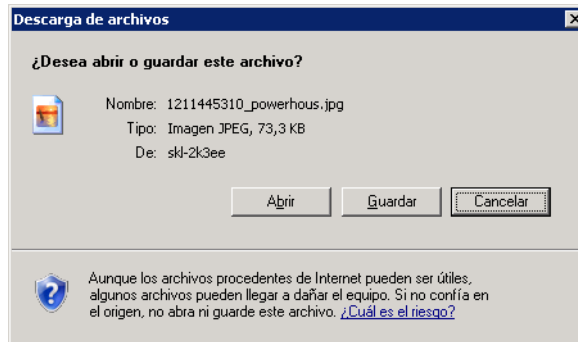 Descarga de archivos
¿Desea abrir o guardar este archivo?
Nombre: 1211445310_powerhous.jpg
Tipo: Imagen JPEG, 73,3 KB
De: skl-2k3ee
Abrir Guardar Cancelar
Aunque los archivos procedentes de Internet pueden ser útiles,
algunos archivos pueden llegar a dañar el equipo. Si no confía en
el origen, no abra ni guarde este archivo. ¿Cuál es el riesgo?